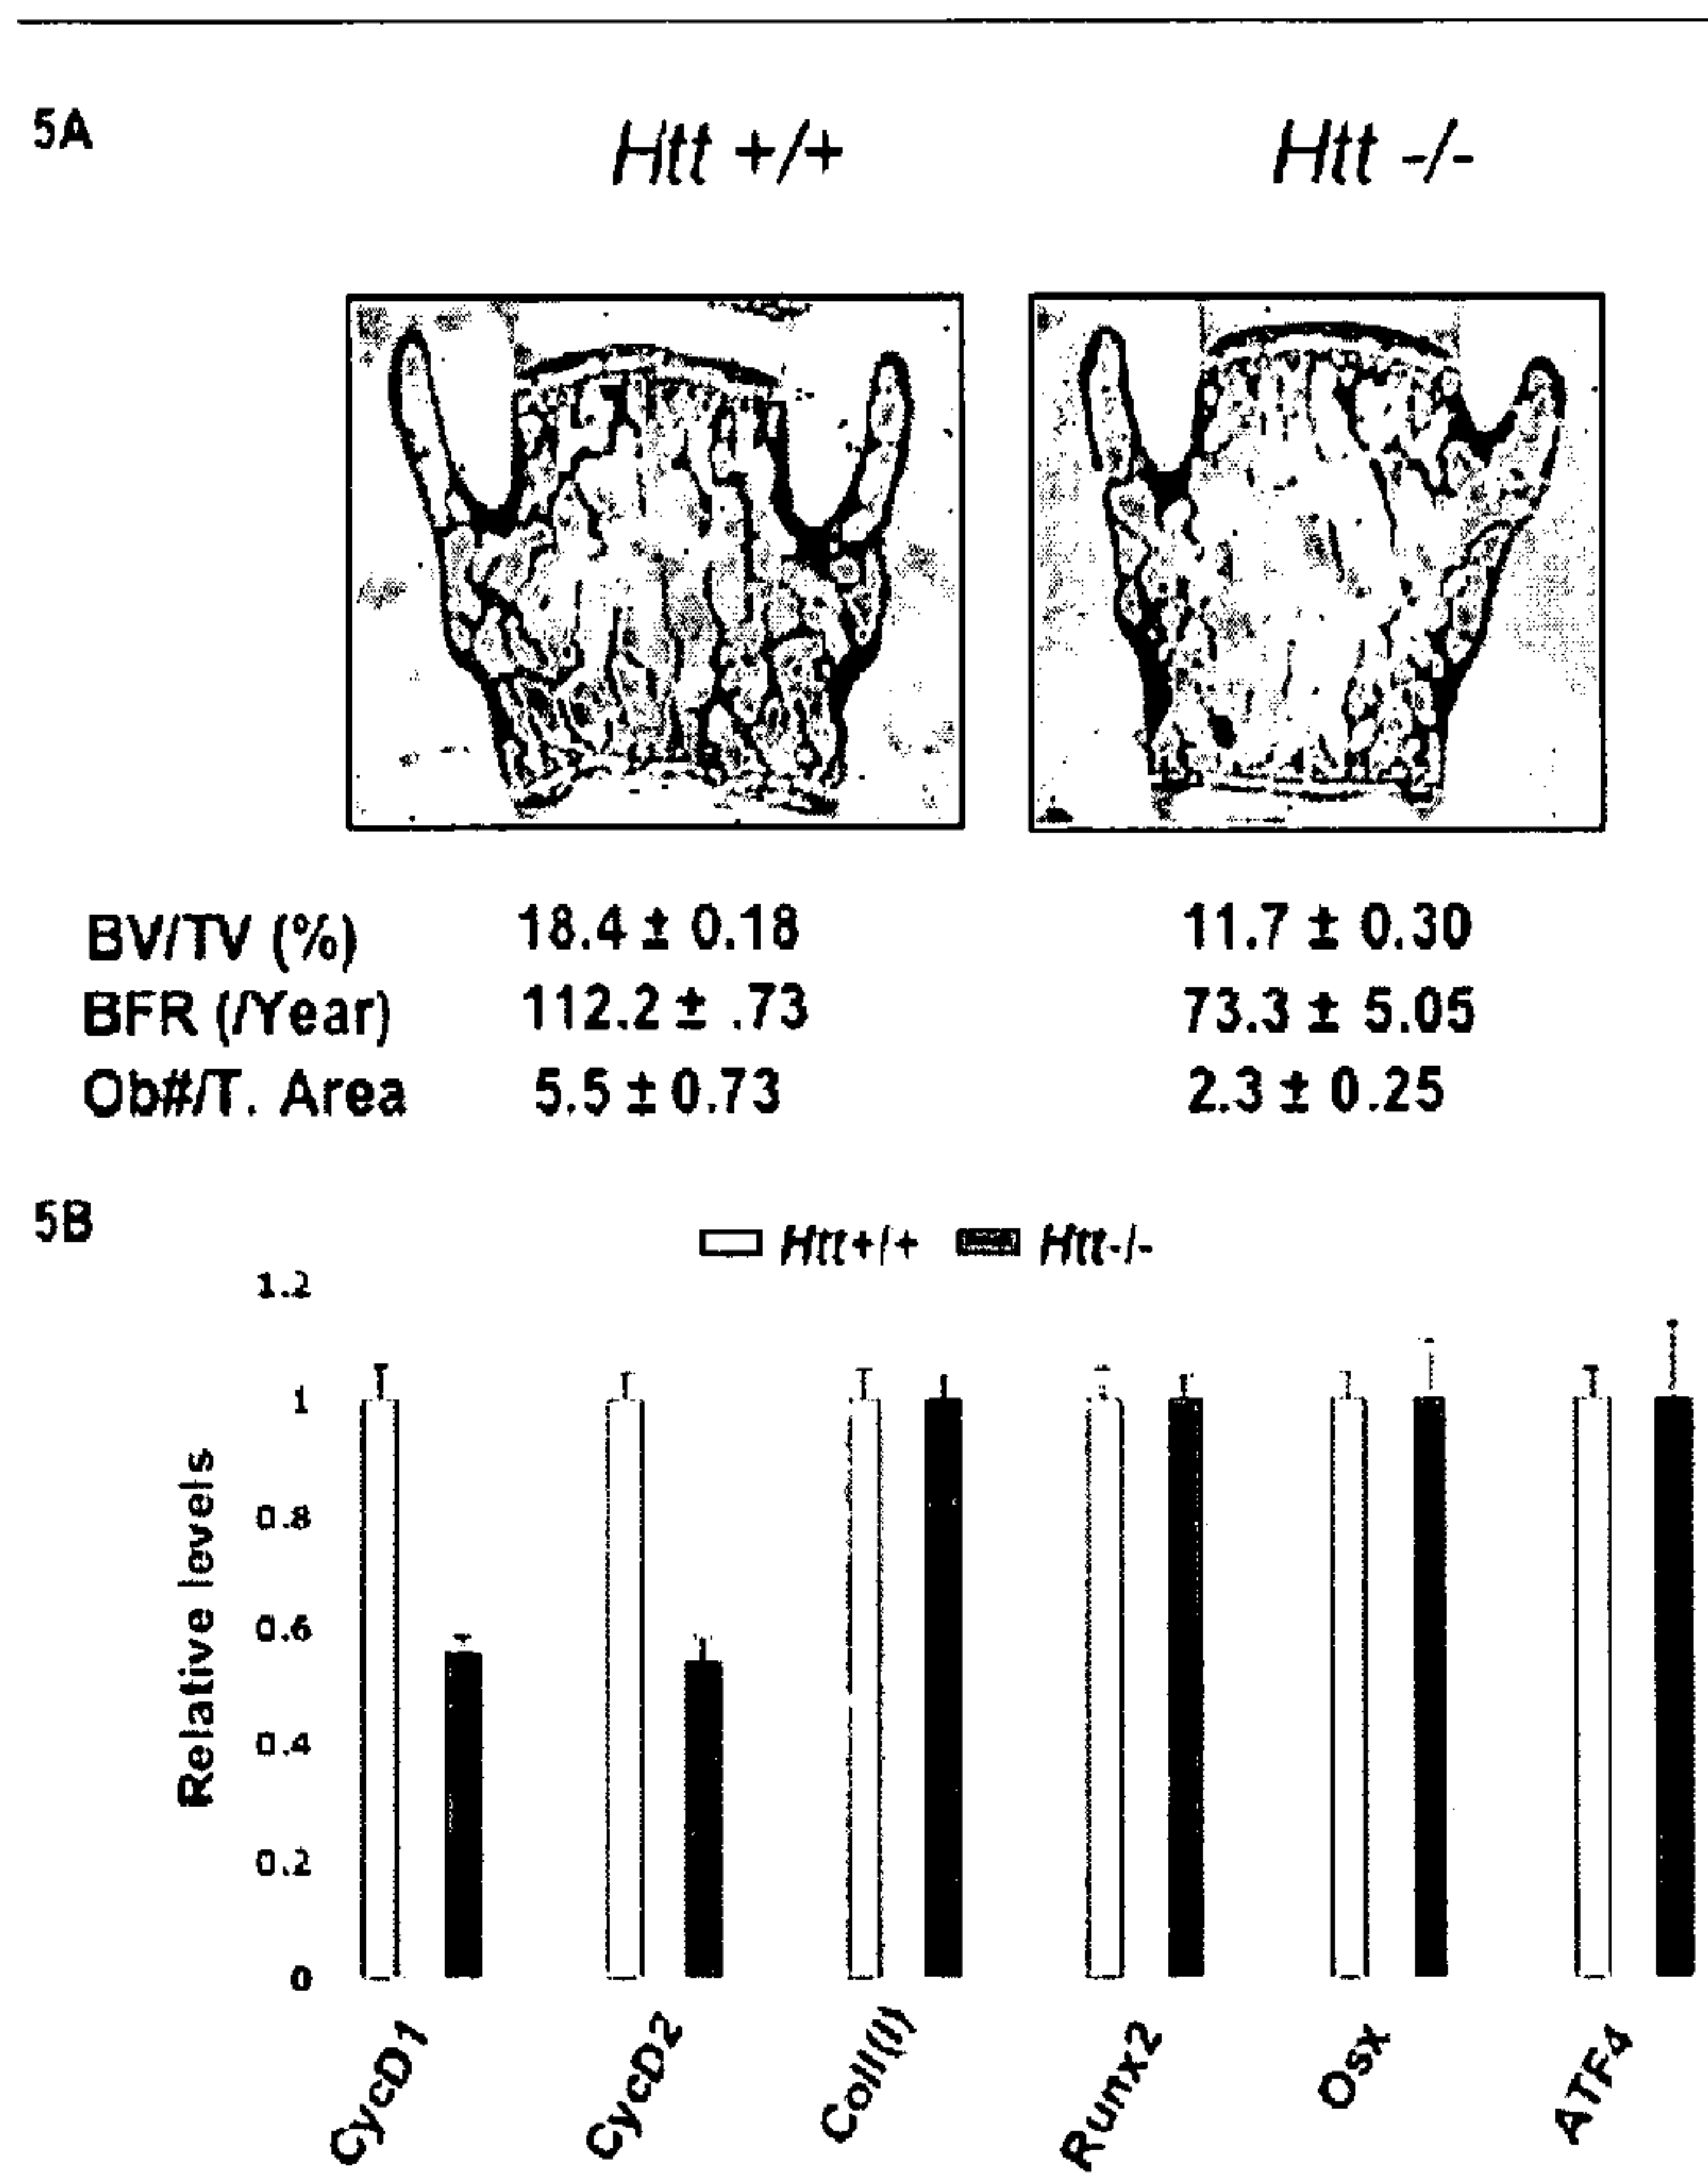 5A
Htt +/+ Htt -/-
BV/TV (%) 18.4 ± 0.18 11.7 ± 0.30
BFR (/Year) 112.2 ± .73 73.3 ± 5.05
Ob#/T. Area 5.5 ± 0.73 2.3 ± 0.25
5B
Htt+/+ Htt-/-
1.2
1
0.8
0.6
0.4
0.2
0
Relative levels
CycD1 CycD2 Coll(I) Runx2 Osx ATF4